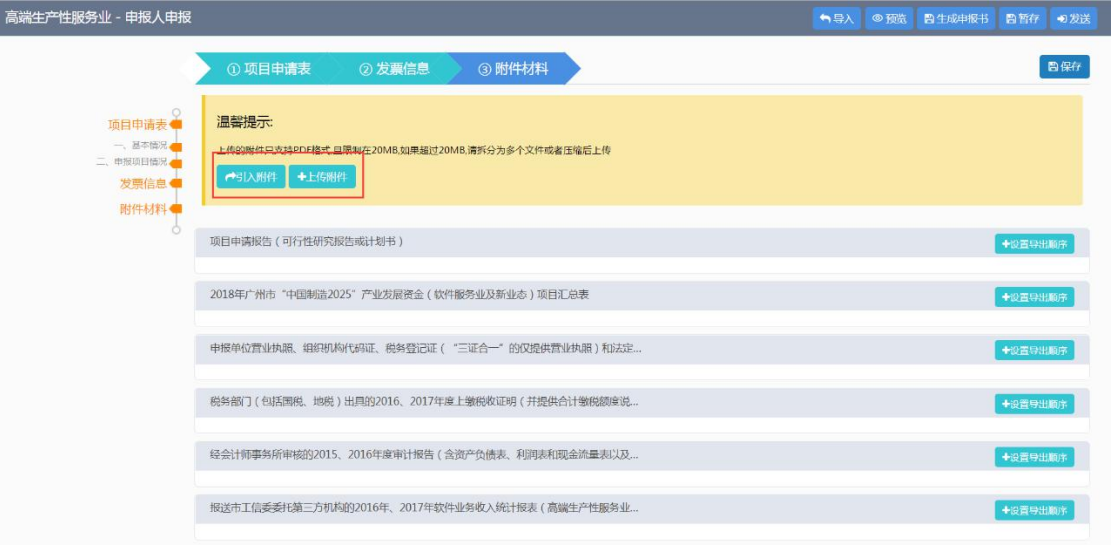 高端生产性服务业 - 申报人申报
导入 预览 生成申报书 暂存 发送
① 项目申请表 ② 发票信息 ③ 附件材料
保存
项目申请表
一、基本情况
二、申报项目情况
发票信息
附件材料
温馨提示:
上传的附件只支持PDF格式,且限制在20MB,如果超过20MB,请拆分为多个文件或者压缩后上传
引入附件 上传附件
项目申请报告（可行性研究报告或计划书） 设置导出顺序
2018年广州市“中国制造2025”产业发展资金（软件服务业及新业态）项目汇总表 设置导出顺序
申报单位营业执照、组织机构代码证、税务登记证（“三证合一”的仅提供营业执照）和法定... 设置导出顺序
税务部门（包括国税、地税）出具的2016、2017年度上缴税收证明（并提供合计缴税额度说... 设置导出顺序
经会计师事务所审核的2015、2016年度审计报告（含资产负债表、利润表和现金流量表以及... 设置导出顺序
报送市工信委委托第三方机构的2016年、2017年软件业务收入统计报表（高端生产性服务业... 设置导出顺序